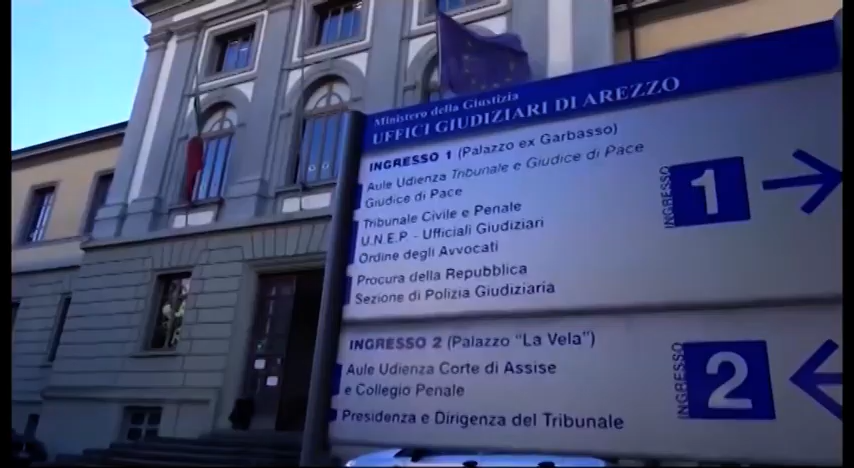 Ministero della Giustizia
UFFICI GIUDIZIARI DI AREZZO
INGRESSO 1 (Palazzo ex Garbasso)
Aule Udienza Tribunale e Giudice di Pace
Giudice di Pace
Tribunale Civile e Penale
U.N.E.P. - Ufficiali Giudiziari
Ordine degli Avvocati
Procura della Repubblica
Sezione di Polizia Giudiziaria
INGRESSO 1
INGRESSO 2 (Palazzo "La Vela")
Aule Udienza Corte di Assise
e Collegio Penale
Presidenza e Dirigenza del Tribunale
INGRESSO 2